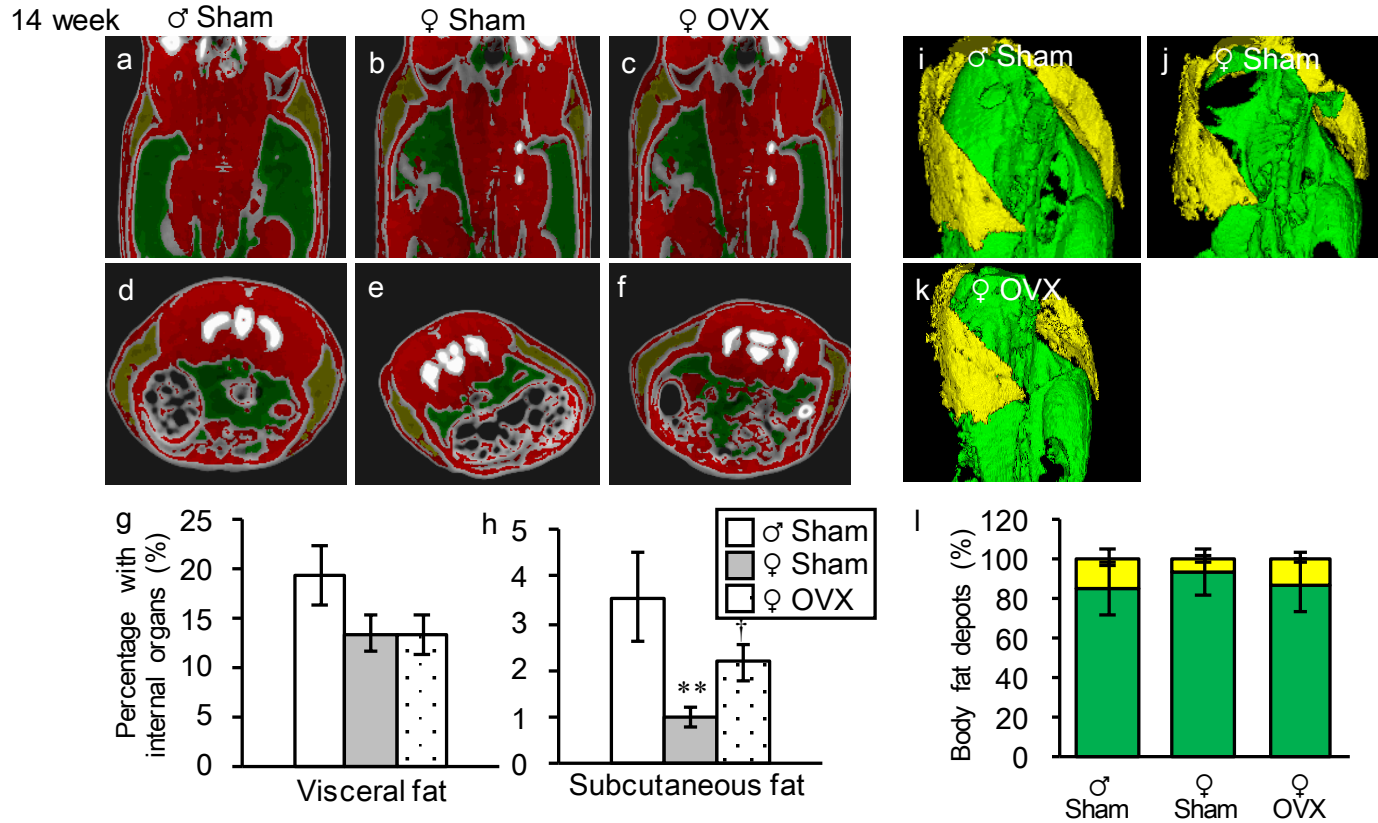 14 week
♂ Sham
♀ Sham
♀ OVX
a
b
c
d
e
f
i ♂ Sham
j ♀ Sham
k ♀ OVX
g
Percentage with
internal organs (%)
25
20
15
10
5
0
Visceral fat
h
5
4
3
2
1
0
**
†
Subcutaneous fat
♂ Sham
♀ Sham
♀ OVX
l
Body fat depots (%)
120
100
80
60
40
20
0
♂
Sham
♀
Sham
♀
OVX